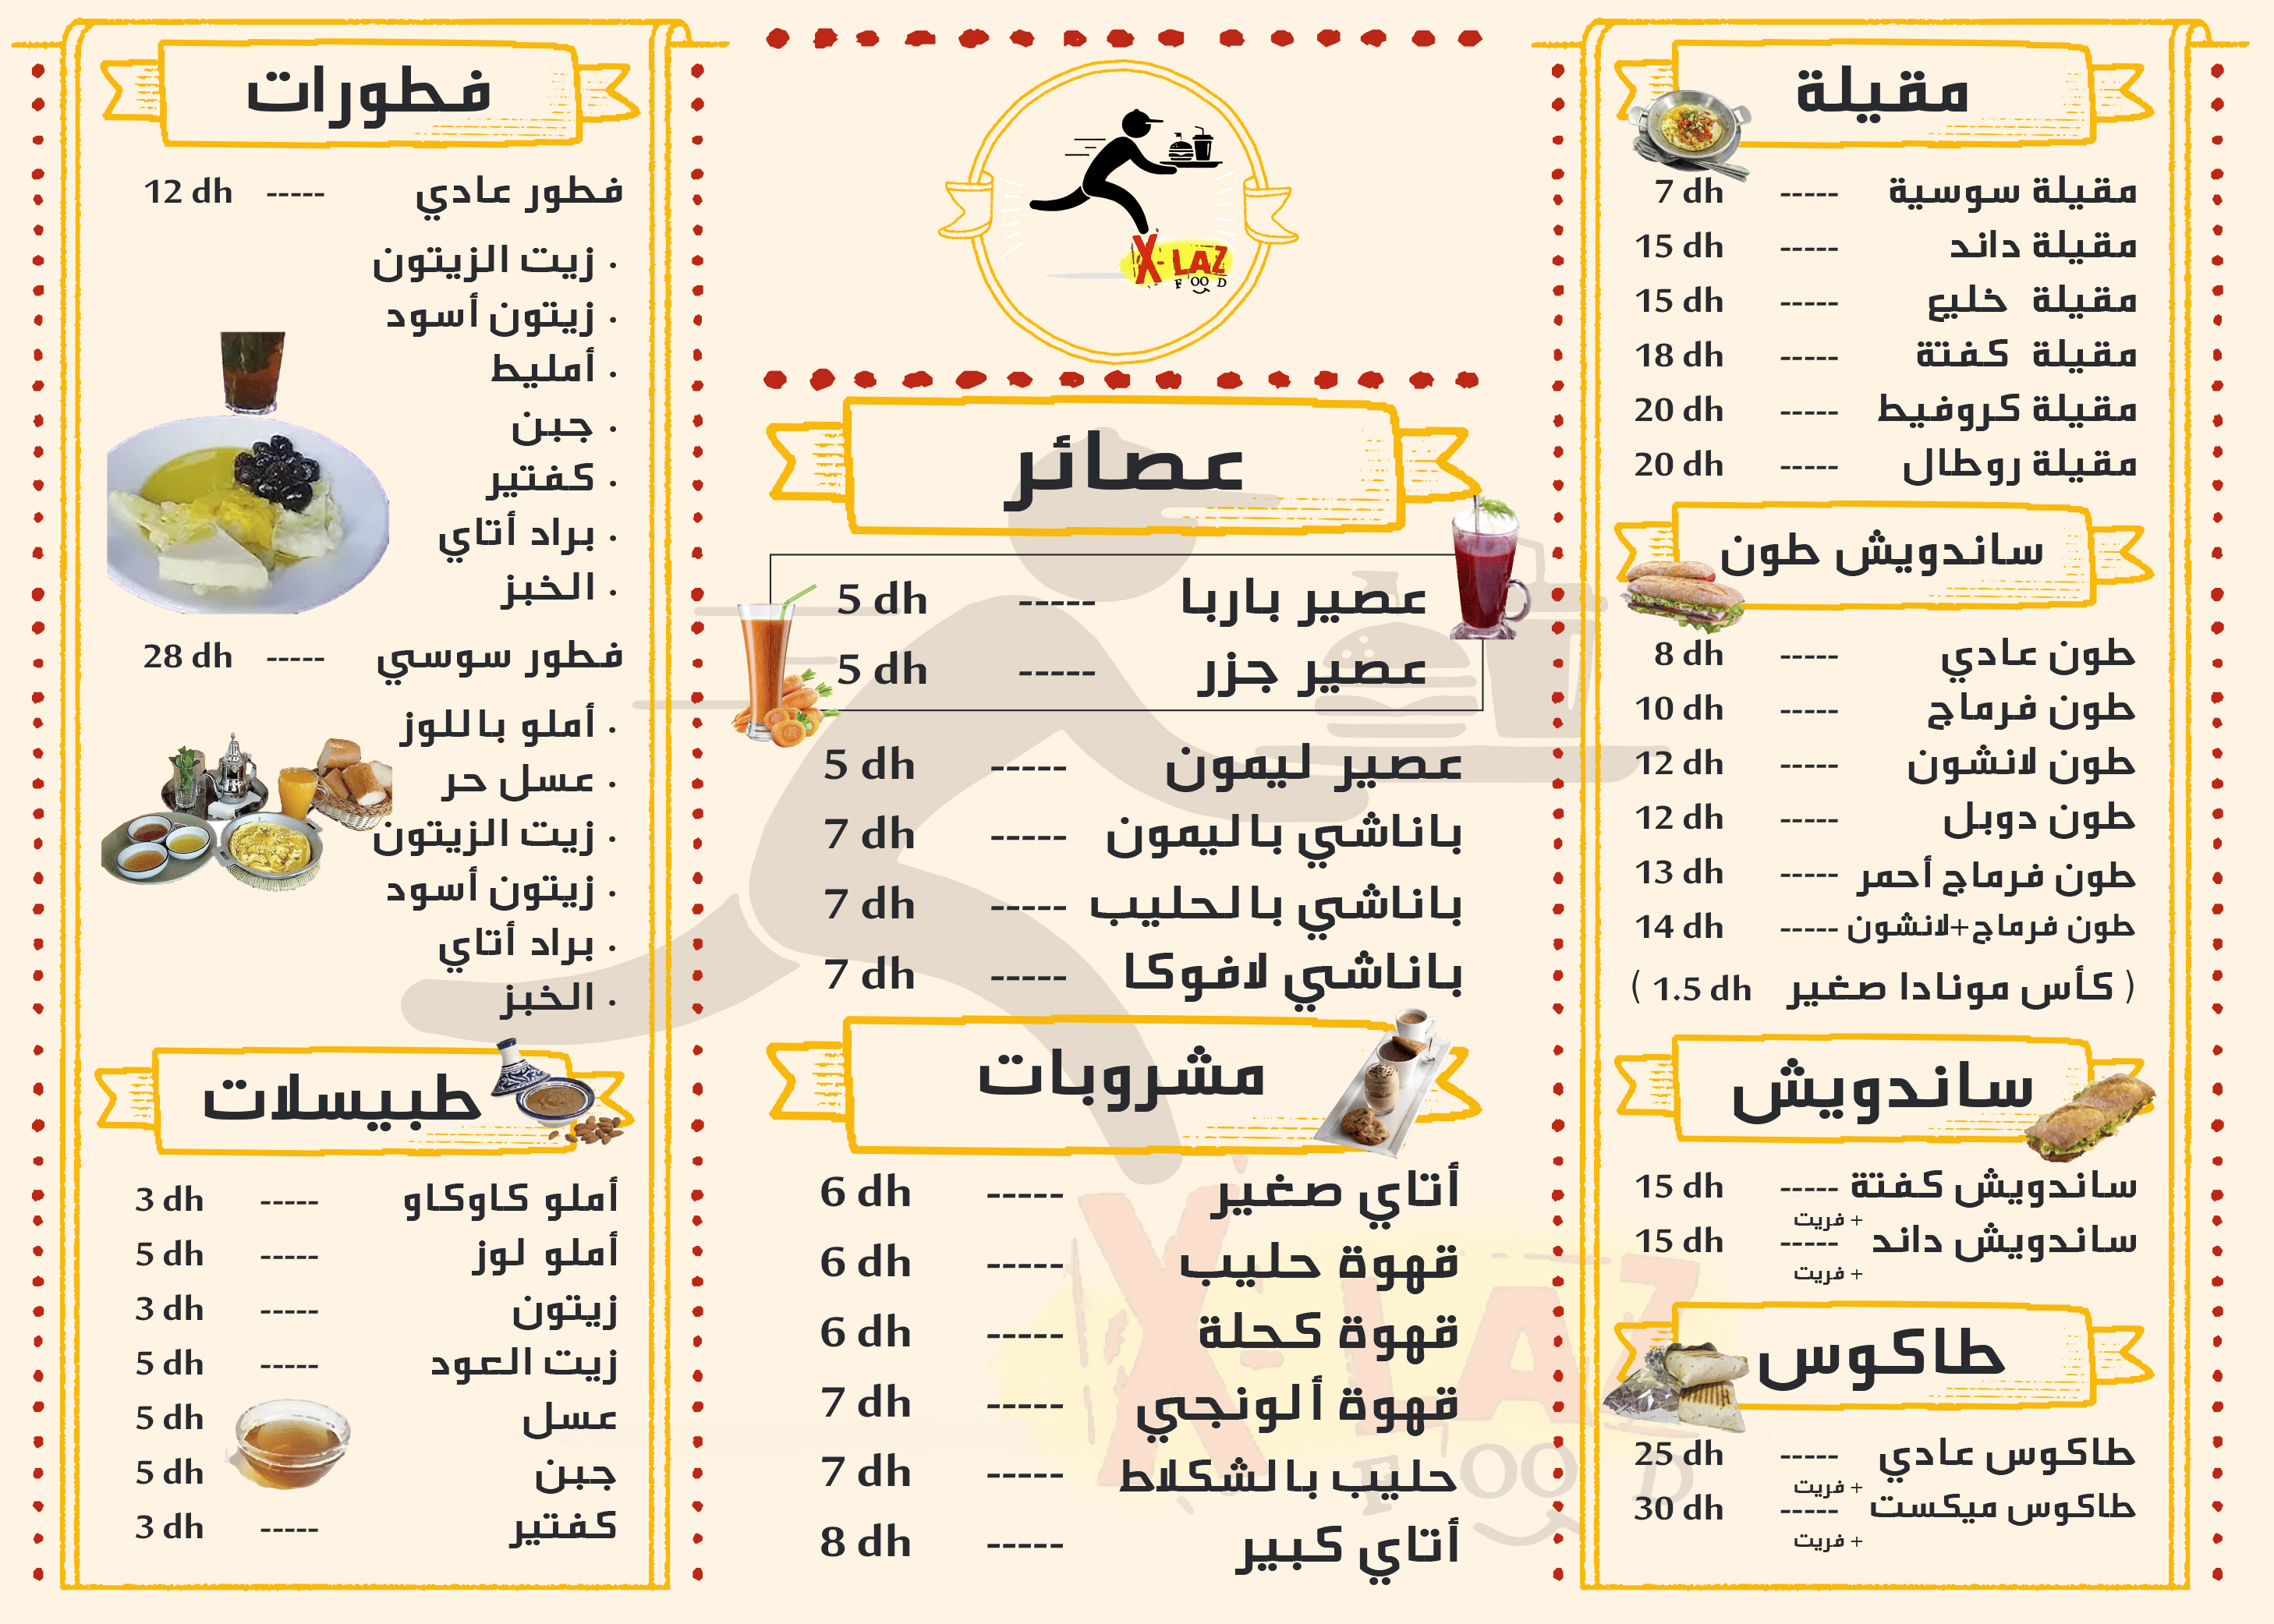 مقيلة
مقيلة سوسية ----- 7 dh
مقيلة داند ----- 15 dh
مقيلة خليع ----- 15 dh
مقيلة كفتة ----- 18 dh
مقيلة كروفيط ----- 20 dh
مقيلة روطال ----- 20 dh
ساندويش طون
طون عادي ----- 8 dh
طون فرماج ----- 10 dh
طون لانشون ----- 12 dh
طون دوبل ----- 12 dh
طون فرماج أحمر ----- 13 dh
طون فرماج+لانشون ----- 14 dh
( كأس مونادا صغير 1.5 dh )
ساندويش
ساندويش كفتة ----- 15 dh
+ فريت
ساندويش داند ----- 15 dh
+ فريت
طاكوس
طاكوس عادي ----- 25 dh
+ فريت
طاكوس ميكست ----- 30 dh
+ فريت
X-LAZ
FOOD
عصائر
عصير باربا ----- 5 dh
عصير جزر ----- 5 dh
عصير ليمون ----- 5 dh
باناشي باليمون ----- 7 dh
باناشي بالحليب ----- 7 dh
باناشي لافوكا ----- 7 dh
مشروبات
أتاي صغير ----- 6 dh
قهوة حليب ----- 6 dh
قهوة كحلة ----- 6 dh
قهوة ألونجي ----- 7 dh
حليب بالشكلاط ----- 7 dh
أتاي كبير ----- 8 dh
X-LAZ
FOOD
فطورات
فطور عادي ----- 12 dh
. زيت الزيتون
. زيتون أسود
. أمليط
. جبن
. كفتير
. براد أتاي
. الخبز
فطور سوسي ----- 28 dh
. أملو باللوز
. عسل حر
. زيت الزيتون
. زيتون أسود
. براد أتاي
. الخبز
طبيسلات
أملو كاوكاو ----- 3 dh
أملو لوز ----- 5 dh
زيتون ----- 3 dh
زيت العود ----- 5 dh
عسل 5 dh
جبن 5 dh
كفتير ----- 3 dh